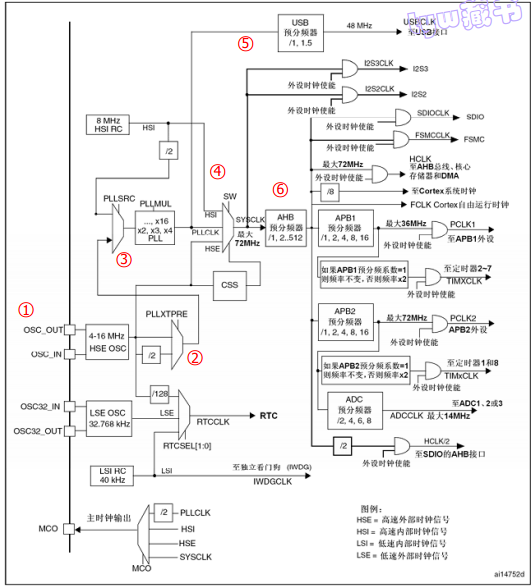 lyw藏书
USB
预分频器
/1, 1.5
48 MHz
USBCLK
至USB接口
⑤
I2S3CLK
I2S3
外设时钟使能
I2S2CLK
I2S2
外设时钟使能
8 MHz
HSI RC
HSI
SDIOCLK
SDIO
外设时钟使能
FSMCCLK
FSMC
外设时钟使能
/2
④
最大72MHz
HCLK
至AHB总线、核心
存储器和DMA
外设时钟使能
⑥
/8
至Cortex系统时钟
FCLK Cortex自由运行时钟
PLLSRC
PLLMUL
..., x16
x2, x3, x4
PLL
SW
HSI
PLLCLK
HSE
SYSCLK
最大
72MHz
AHB
预分频器
/1, 2..512
APB1
预分频器
/1, 2, 4, 8, 16
最大36MHz
PCLK1
至APB1外设
外设时钟使能
③
CSS
如果APB1预分频系数=1
则频率不变，否则频率x2
至定时器2~7
TIMXCLK
外设时钟使能
①
PLLXTPRE
OSC_OUT
OSC_IN
4-16 MHz
HSE OSC
/2
②
APB2
预分频器
/1, 2, 4, 8, 16
最大72MHz
PCLK2
APB2外设
外设时钟使能
如果APB2预分频系数=1
则频率不变，否则频率x2
至定时器1和8
TIMxCLK
外设时钟使能
/128
OSC32_IN
OSC32_OUT
LSE OSC
32.768 kHz
LSE
RTCCLK
RTC
RTCSEL[1:0]
ADC
预分频器
/2, 4, 6, 8
至ADC1、2或3
ADCCLK 最大14MHz
/2
HCLK/2
至SDIO的AHB接口
外设时钟使能
LSI RC
40 kHz
LSI
至独立看门狗 (IWDG)
IWDGCLK
MCO
主时钟输出
/2
PLLCLK
HSI
HSE
SYSCLK
MCO
图例:
HSE = 高速外部时钟信号
HSI = 高速内部时钟信号
LSI = 低速内部时钟信号
LSE = 低速外部时钟信号
ai14752d